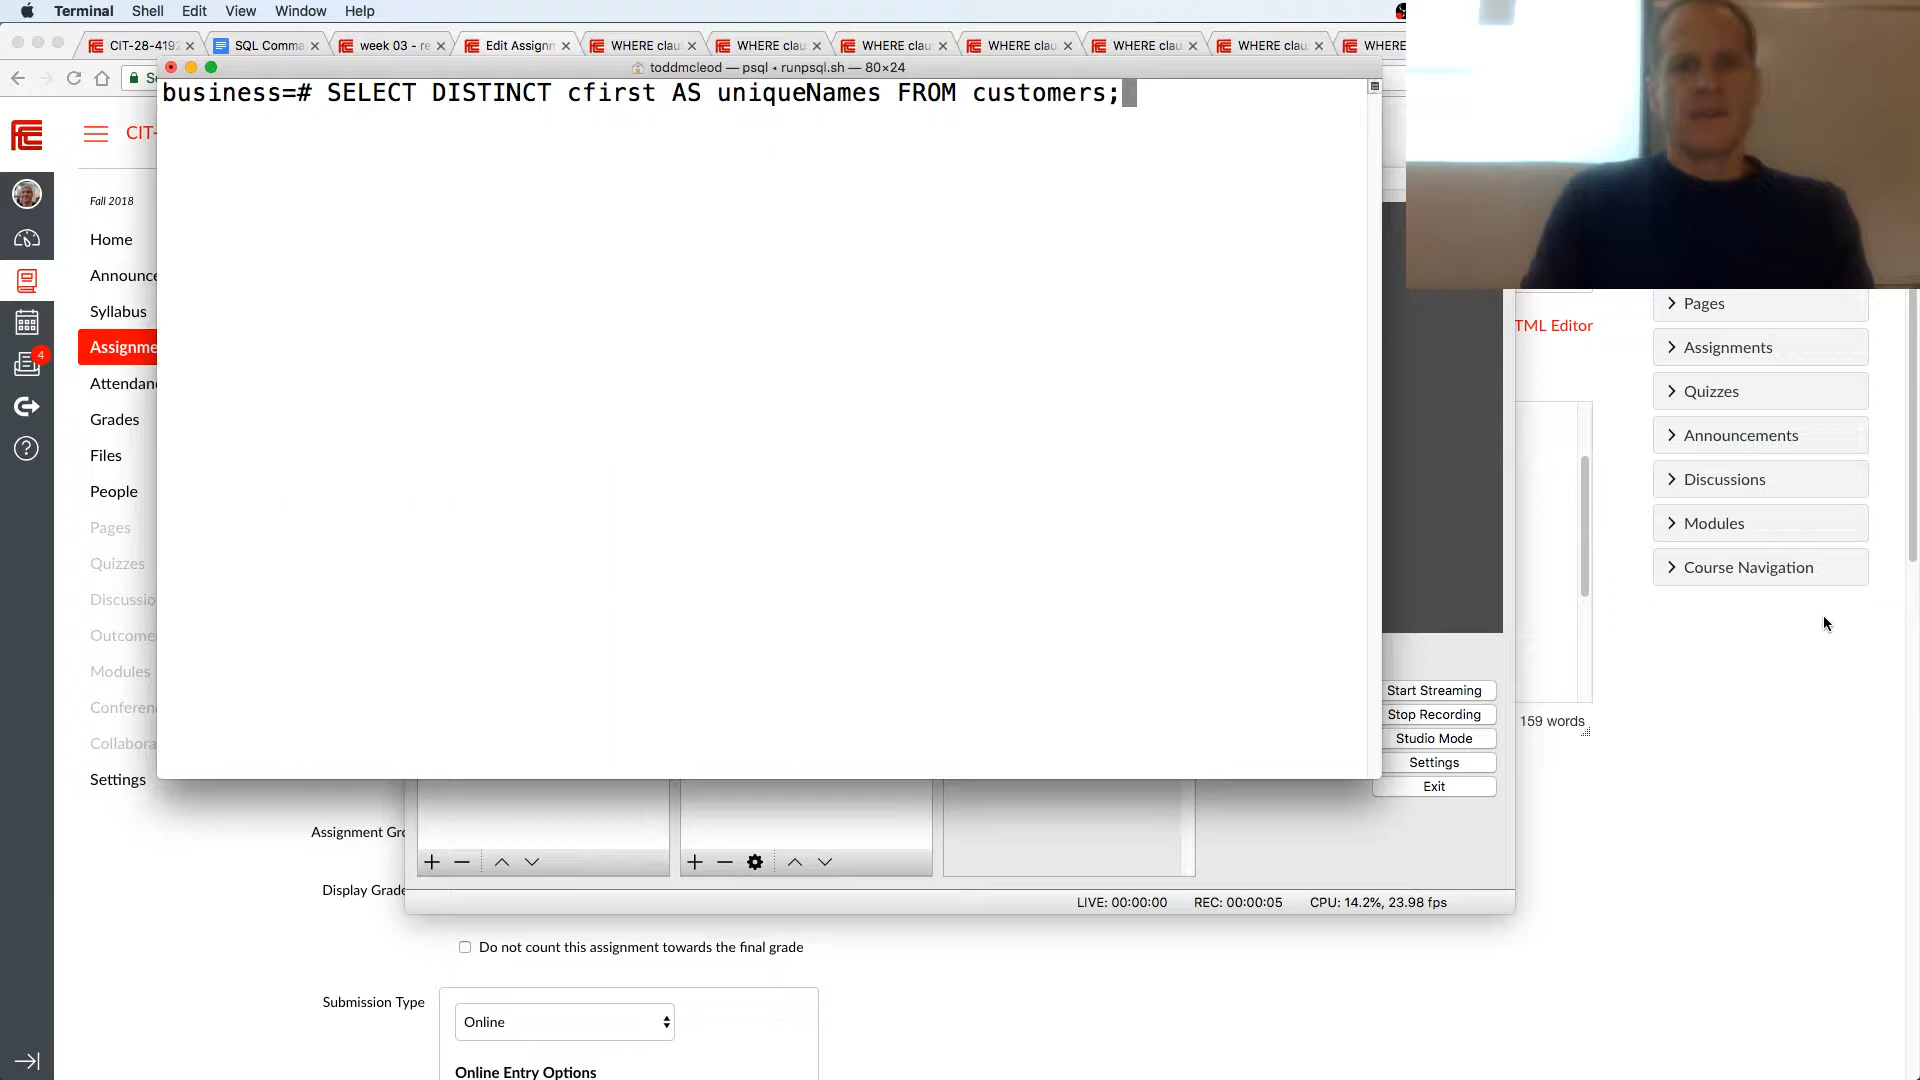 Terminal Shell Edit View Window Help
CIT-28-419 SQL Comma week 03 - re Edit Assignm WHERE clau WHERE clau WHERE clau WHERE clau WHERE clau WHERE clau WHERE
toddmcleod — psql ◂ runpsql.sh — 80×24
business=# SELECT DISTINCT cfirst AS uniqueNames FROM customers;
CIT-
Fall 2018
Home
Announce
Syllabus
Assignme
Attendan
Grades
Files
People
Pages
Quizzes
Discussio
Outcome
Modules
Conferen
Collabora
Settings
4
TML Editor
159 words
Pages
Assignments
Quizzes
Announcements
Discussions
Modules
Course Navigation
Start Streaming
Stop Recording
Studio Mode
Settings
Exit
LIVE: 00:00:00 REC: 00:00:05 CPU: 14.2%, 23.98 fps
Assignment Gro
Display Grade
Do not count this assignment towards the final grade
Submission Type
Online
Online Entry Options